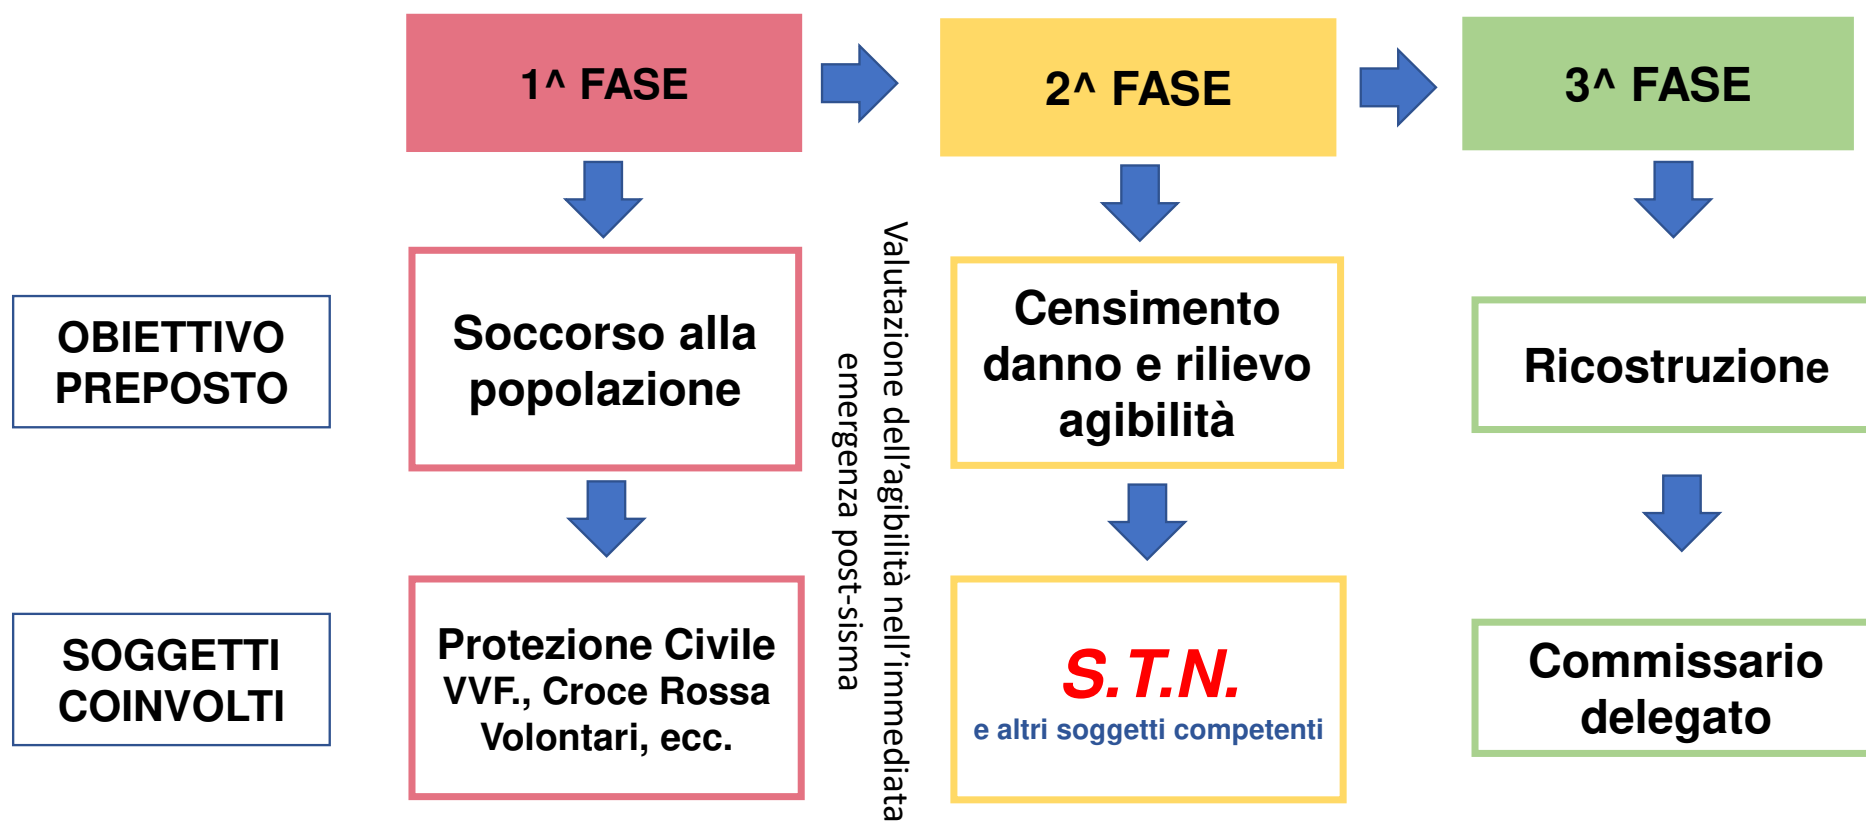 1^ FASE
2^ FASE
3^ FASE
OBIETTIVO
PREPOSTO
Soccorso alla
popolazione
Valutazione dell'agibilità nell'immediata
emergenza post-sisma
Censimento
danno e rilievo
agibilità
Ricostruzione
SOGGETTI
COINVOLTI
Protezione Civile
VVF., Croce Rossa
Volontari, ecc.
S.T.N.
e altri soggetti competenti
Commissario
delegato